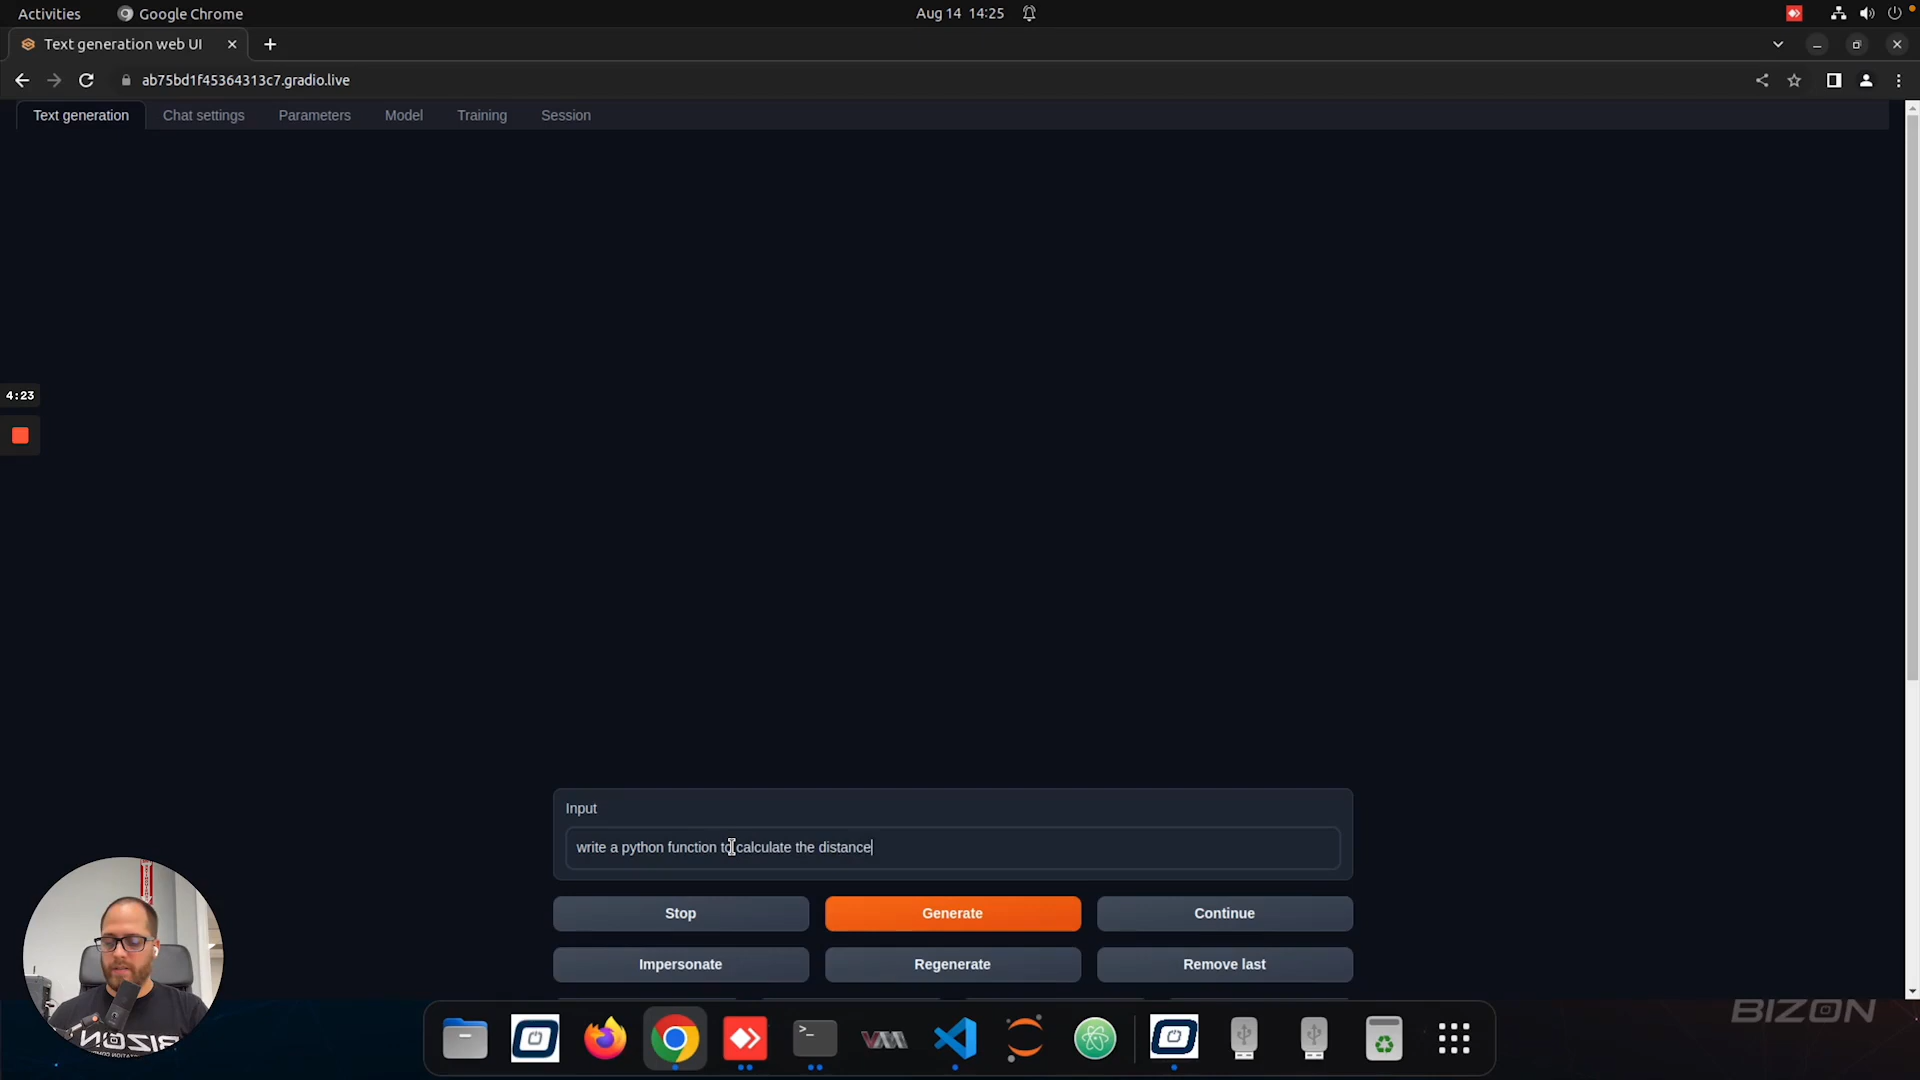 Activities
Google Chrome
Aug 14 14:25
Text generation web UI
ab75bd1f45364313c7.gradio.live
Text generation
Chat settings
Parameters
Model
Training
Session
4:23
Input
write a python function to calculate the distance
Stop
Generate
Continue
Impersonate
Regenerate
Remove last
>_
BIZON